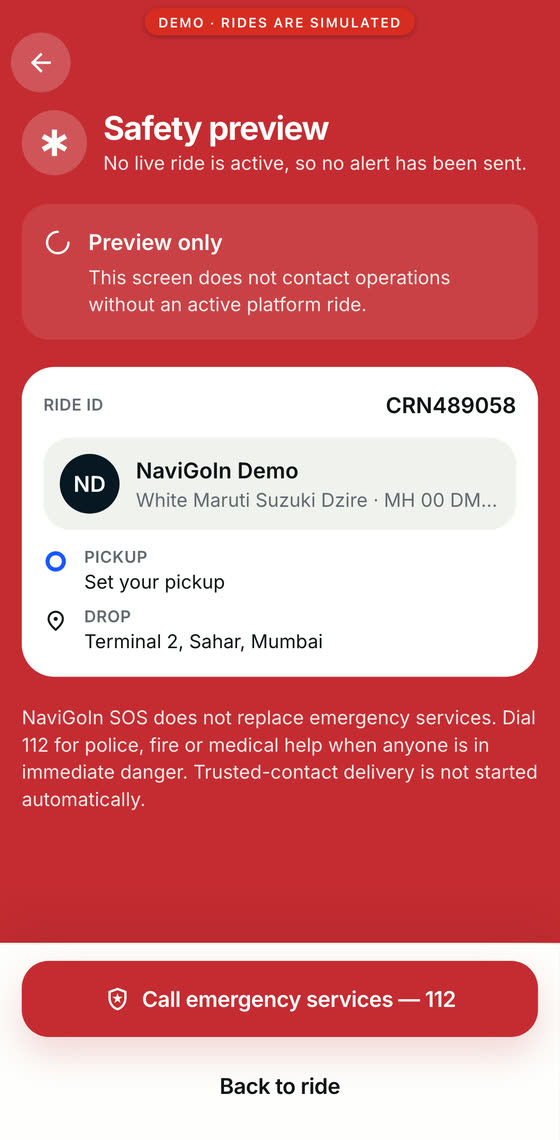 DEMO · RIDES ARE SIMULATED
Safety preview
No live ride is active, so no alert has been sent.
Preview only
This screen does not contact operations
without an active platform ride.
RIDE ID CRN489058
ND
NaviGoIn Demo
White Maruti Suzuki Dzire · MH 00 DM...
PICKUP
Set your pickup
DROP
Terminal 2, Sahar, Mumbai
NaviGoIn SOS does not replace emergency services. Dial
112 for police, fire or medical help when anyone is in
immediate danger. Trusted-contact delivery is not started
automatically.
Call emergency services — 112
Back to ride